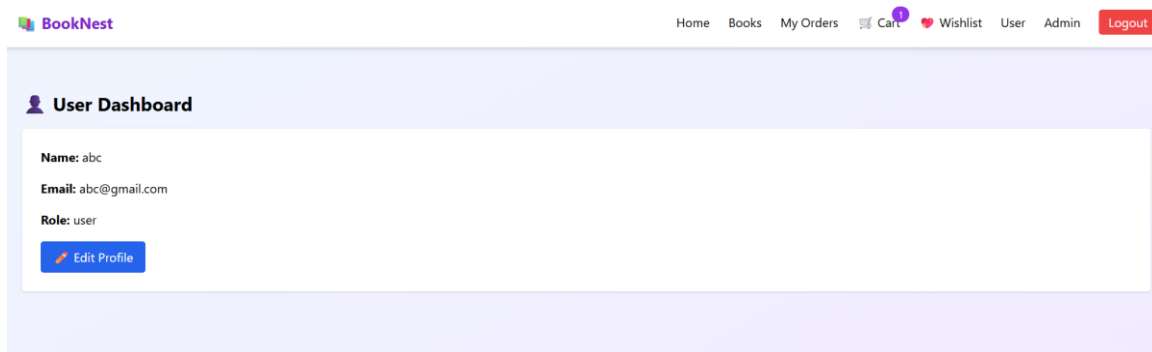 BookNest Home Books My Orders Cart 1 Wishlist User Admin Logout
User Dashboard
Name: abc
Email: abc@gmail.com
Role: user
Edit Profile